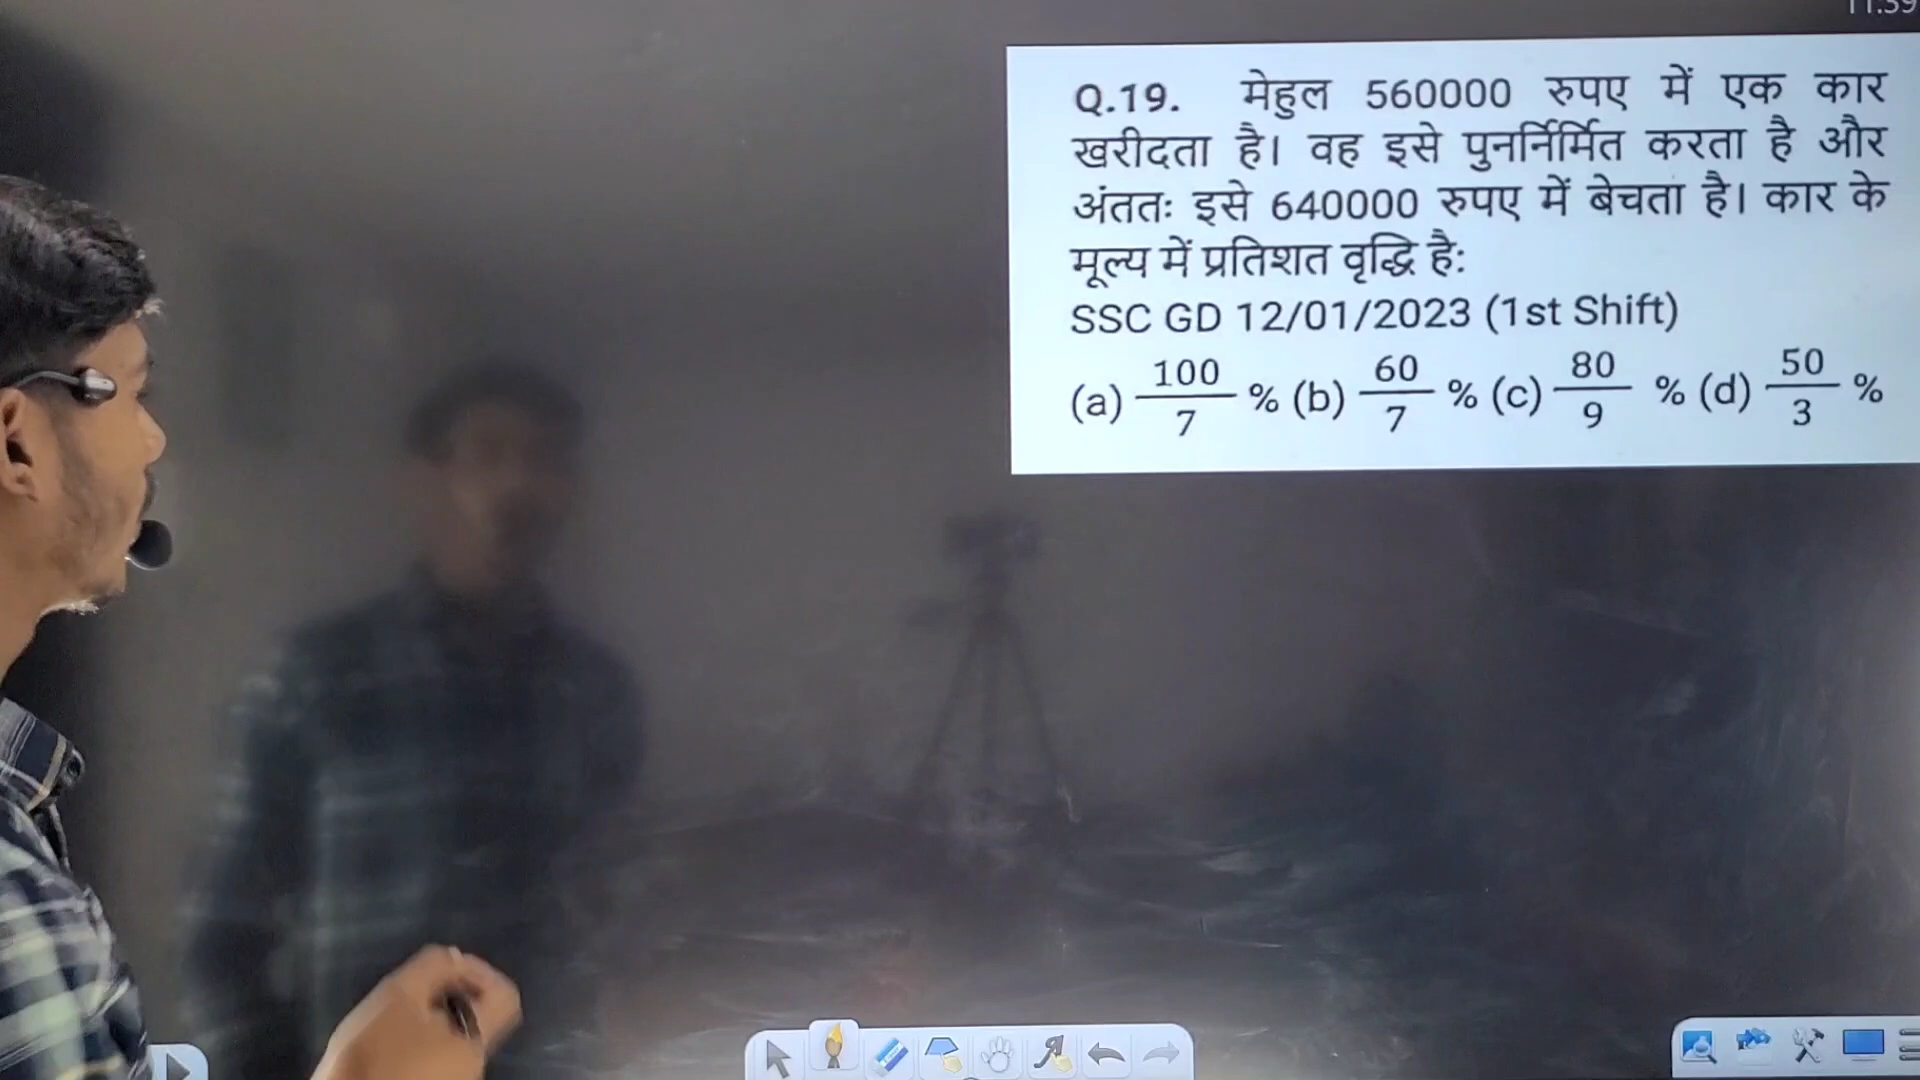 Q.19. मेहुल 560000 रुपए में एक कार
खरीदता है। वह इसे पुनर्निर्मित करता है और
अंततः इसे 640000 रुपए में बेचता है। कार के
मूल्य में प्रतिशत वृद्धि है:
SSC GD 12/01/2023 (1st Shift)
(a) 100/7 % (b) 60/7 % (c) 80/9 % (d) 50/3 %